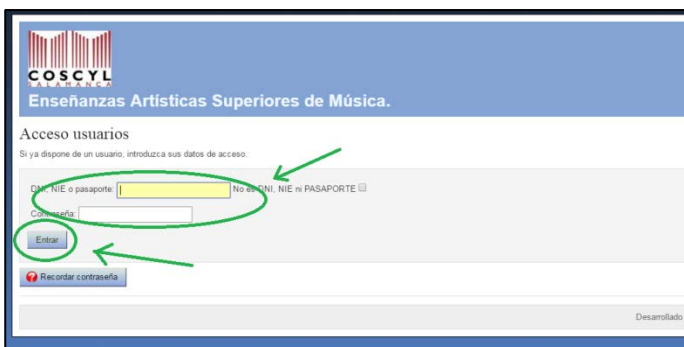 COSCYL
SALAMANCA
Enseñanzas Artísticas Superiores de Música.
Acceso usuarios
Si ya dispone de un usuario, introduzca sus datos de acceso.
DNI, NIE o pasaporte: No es DNI, NIE ni PASAPORTE
Contraseña:
Entrar
Recordar contraseña
Desarrollado